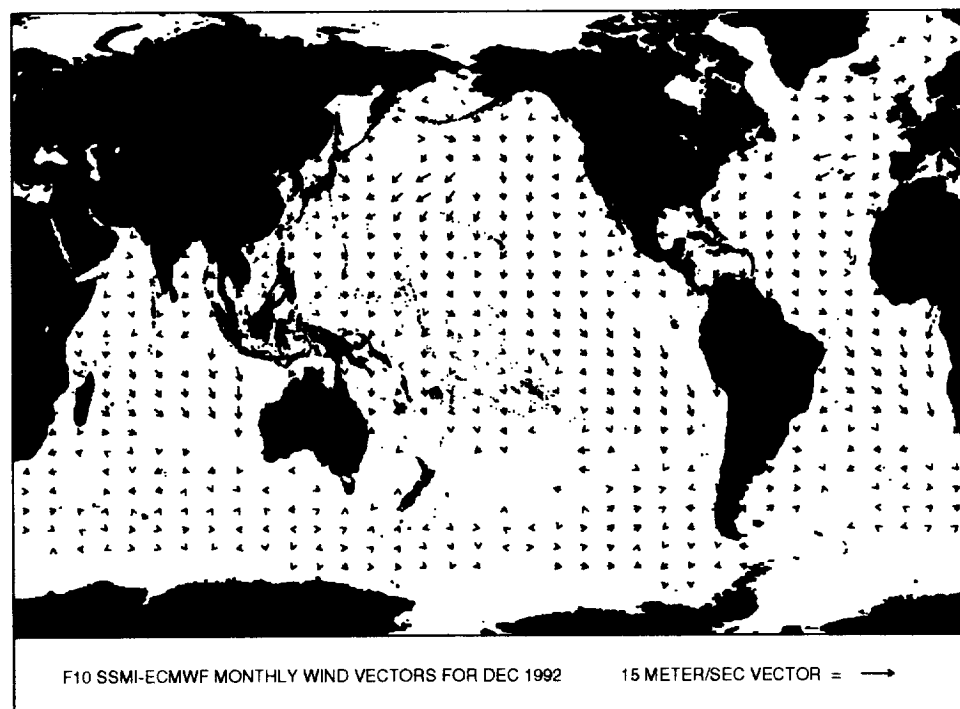 F10 SSMI-ECMWF MONTHLY WIND VECTORS FOR DEC 1992 15 METER/SEC VECTOR =